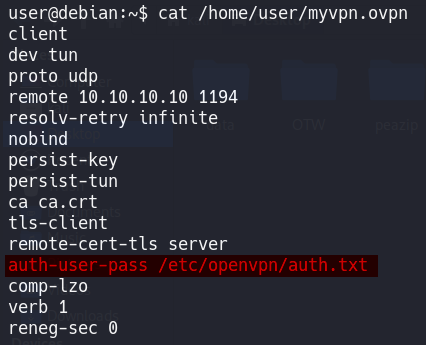 user@debian:~$ cat /home/user/myvpn.ovpn
client
dev tun
proto udp
remote 10.10.10.10 1194
resolv-retry infinite
nobind
persist-key
persist-tun
ca ca.crt
tls-client
remote-cert-tls server
auth-user-pass /etc/openvpn/auth.txt
comp-lzo
verb 1
reneg-sec 0